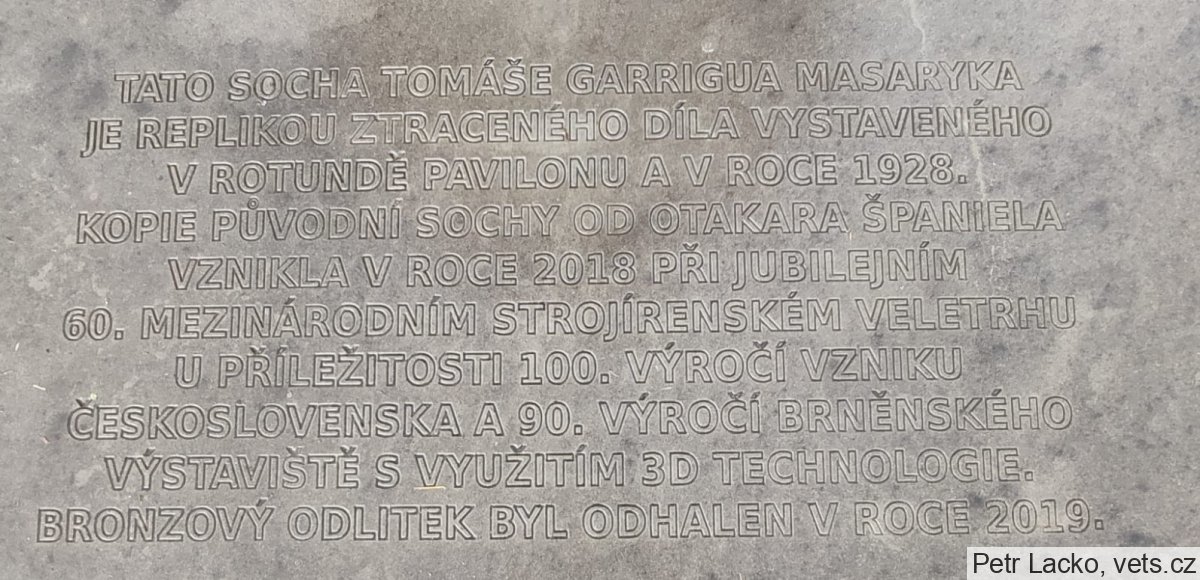 TATO SOCHA TOMÁŠE GARRIGUA MASARYKA
JE REPLIKOU ZTRACENÉHO DÍLA VYSTAVENÉHO
V ROTUNDĚ PAVILONU A V ROCE 1928.
KOPIE PŮVODNÍ SOCHY OD OTAKARA ŠPANIELA
VZNIKLA V ROCE 2018 PŘI JUBILEJNÍM
60. MEZINÁRODNÍM STROJÍRENSKÉM VELETRHU
U PŘÍLEŽITOSTI 100. VÝROČÍ VZNIKU
ČESKOSLOVENSKA A 90. VÝROČÍ BRNĚNSKÉHO
VÝSTAVIŠTĚ S VYUŽITÍM 3D TECHNOLOGIE.
BRONZOVÝ ODLITEK BYL ODHALEN V ROCE 2019.
Petr Lacko, vets.cz